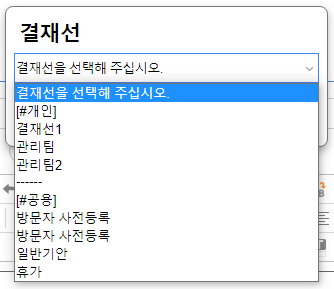 결재선
결재선을 선택해 주십시오.
결재선을 선택해 주십시오.
[#개인]
결재선1
관리팀
관리팀2
------
[#공용]
방문자 사전등록
방문자 사전등록
일반기안
휴가